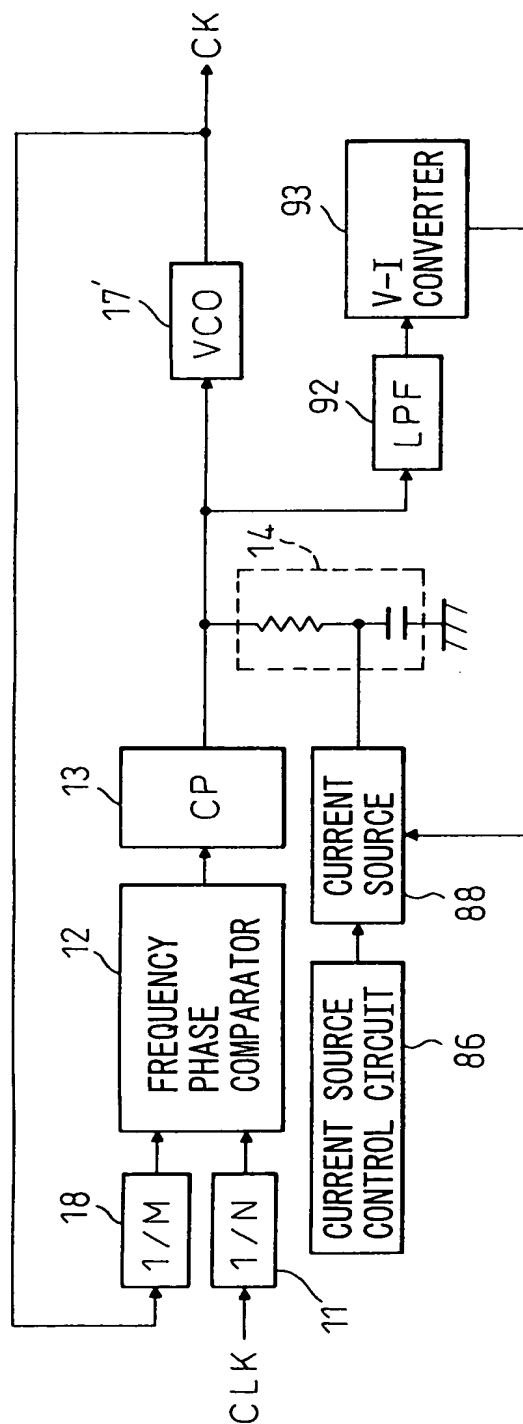 CK
17'
VCO
93
V-I
CONVERTER
92
LPF
14
13
CP
12
FREQUENCY
PHASE
COMPARATOR
CURRENT
SOURCE
88
CURRENT SOURCE
CONTROL CIRCUIT
86
18
1/M
1/N
11
CLK